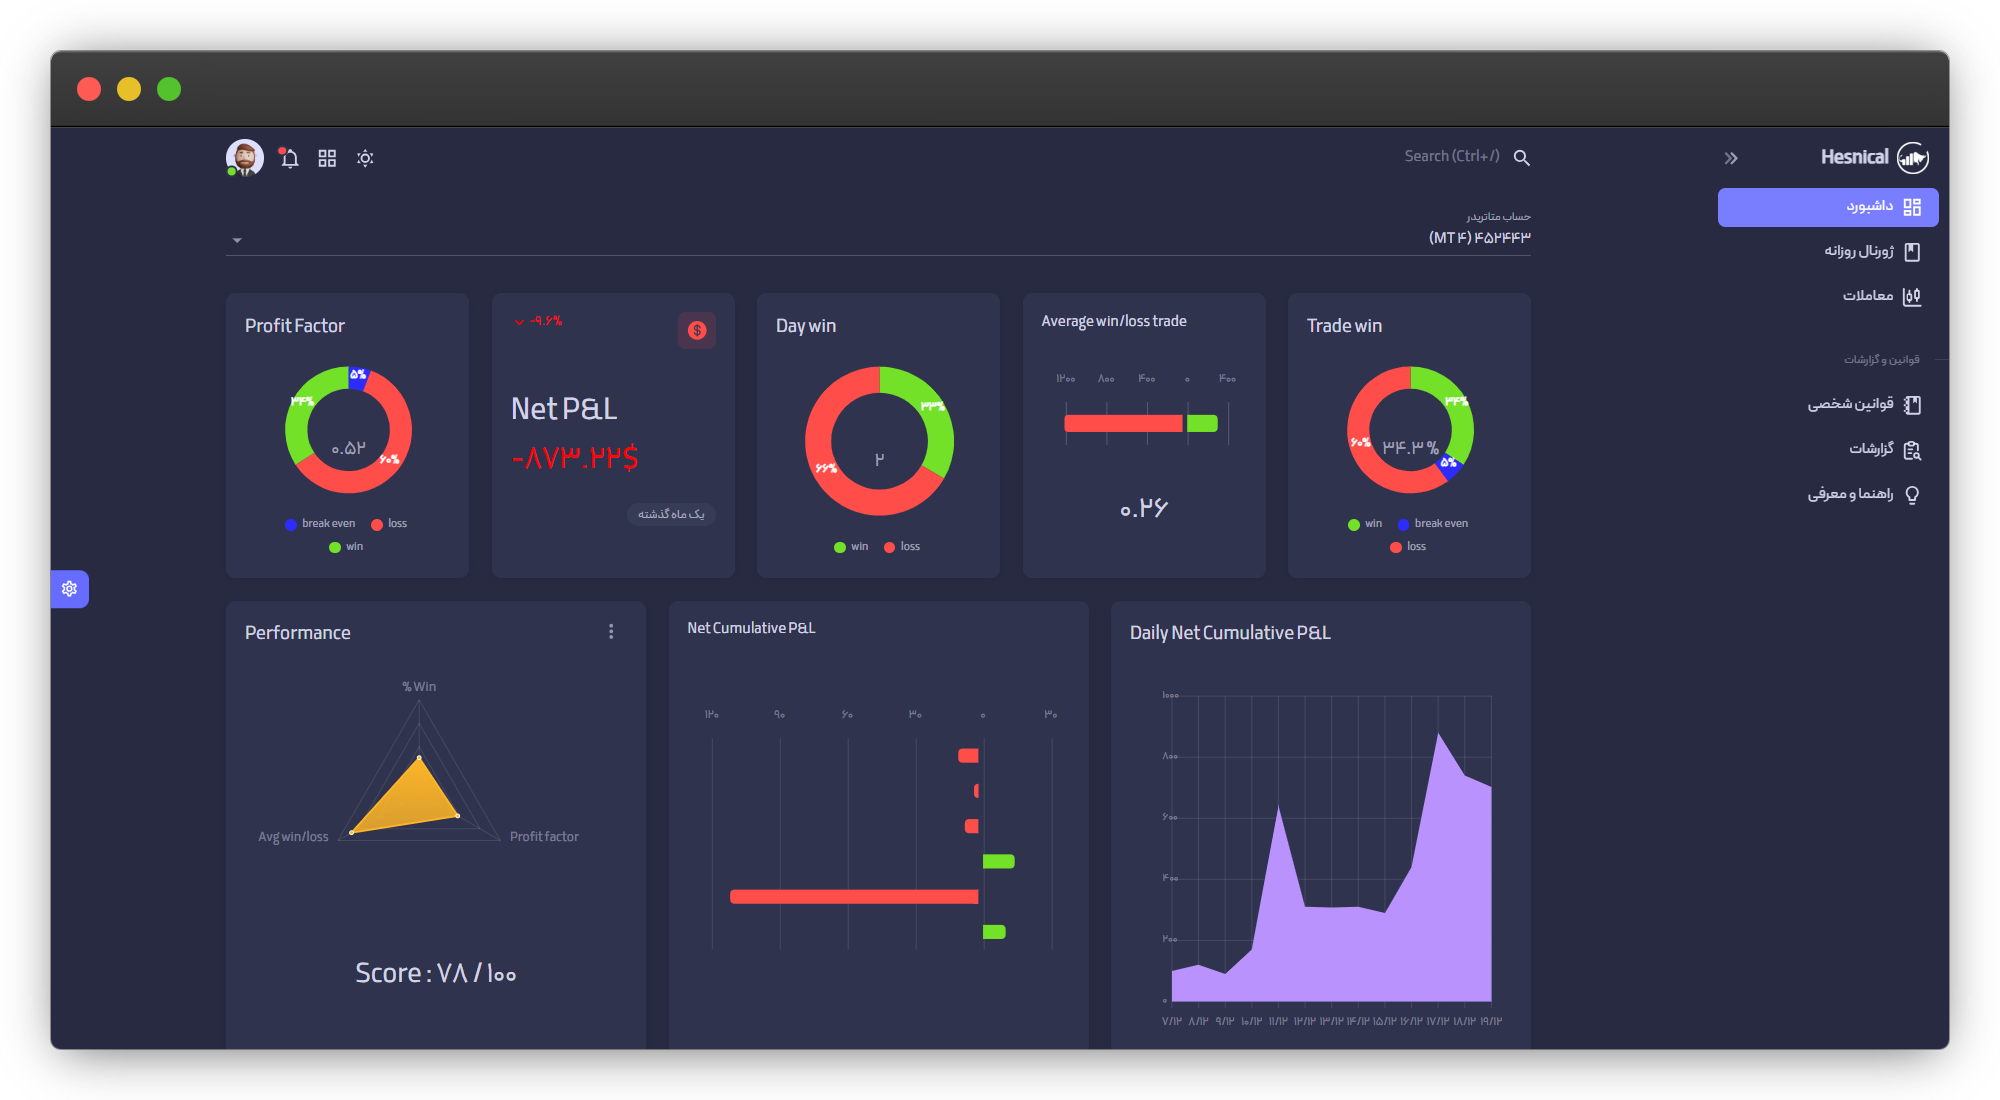 Search (Ctrl+/)
Hesnical
داشبورد
ژورنال روزانه
معاملات
قوانین و گزارشات
قوانین شخصی
گزارشات
راهنما و معرفی
حساب متاتریدر
(MT ۴) ۴۵۲۴۴۳
Profit Factor
۵%
۳۴%
۰.۵۲
۶۰%
break even
loss
win
-۹.۶%
$
Net P&L
-۸۷۳.۲۲$
یک ماه گذشته
Day win
۳۳%
۲
۶۶%
win
loss
Average win/loss trade
۱۲۰۰ ۸۰۰ ۴۰۰ ۰ ۴۰۰
۰.۲۶
Trade win
۳۴%
۶۰%
۳۴.۳%
۵%
win
break even
loss
Performance
% Win
Avg win/loss
Profit factor
Score : ۷۸ / ۱۰۰
Net Cumulative P&L
۱۲۰ ۹۰ ۶۰ ۳۰ ۰ ۳۰
Daily Net Cumulative P&L
۱۰۰۰
۸۰۰
۶۰۰
۴۰۰
۲۰۰
۰
۷/۱۲ ۸/۱۲ ۹/۱۲ ۱۰/۱۲ ۱۱/۱۲ ۱۲/۱۲ ۱۳/۱۲ ۱۴/۱۲ ۱۵/۱۲ ۱۶/۱۲ ۱۷/۱۲ ۱۸/۱۲ ۱۹/۱۲